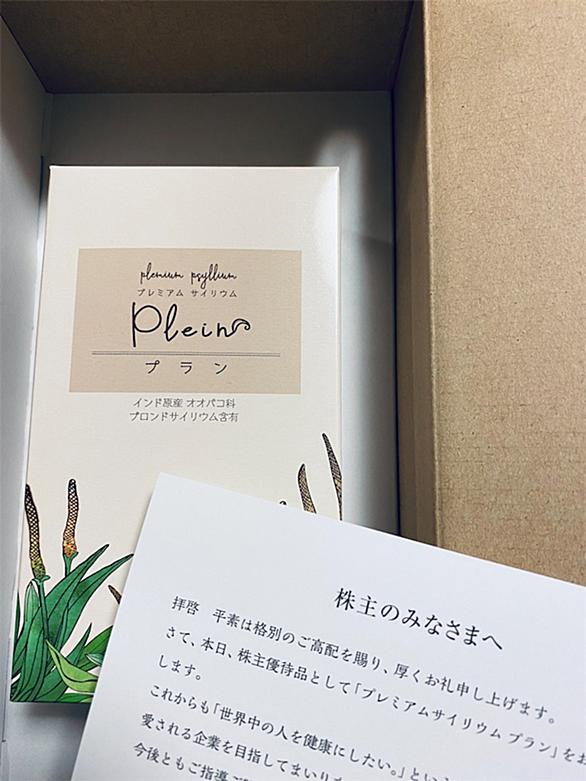 plemium psyllium
プレミアム サイリウム
Plein
プラン
インド原産 オオバコ科
ブロンドサイリウム含有
株主のみなさまへ
拝啓　平素は格別のご高配を賜り、厚くお礼申し上げます。
さて、本日、株主優待品として「プレミアムサイリウム プラン」をお
します。
これからも「世界中の人を健康にしたい。」とい
愛される企業を目指してまいり
今後ともご指導